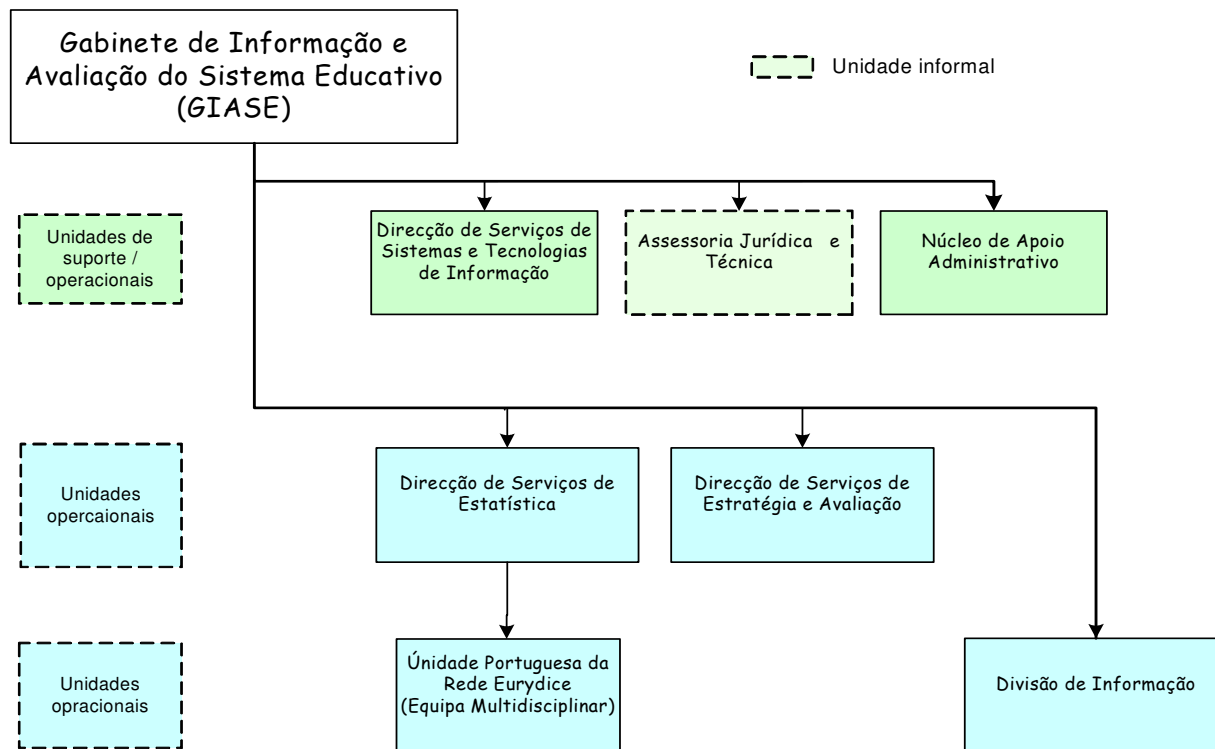 Gabinete de Informação e
Avaliação do Sistema Educativo
(GIASE)
Unidade informal
Unidades de
suporte /
operacionais
Direcção de Serviços de
Sistemas e Tecnologias
de Informação
Assessoria Jurídica e
Técnica
Núcleo de Apoio
Administrativo
Unidades
opercaionais
Direcção de Serviços de
Estatística
Direcção de Serviços de
Estratégia e Avaliação
Unidades
opracionais
Únidade Portuguesa da
Rede Eurydice
(Equipa Multidisciplinar)
Divisão de Informação